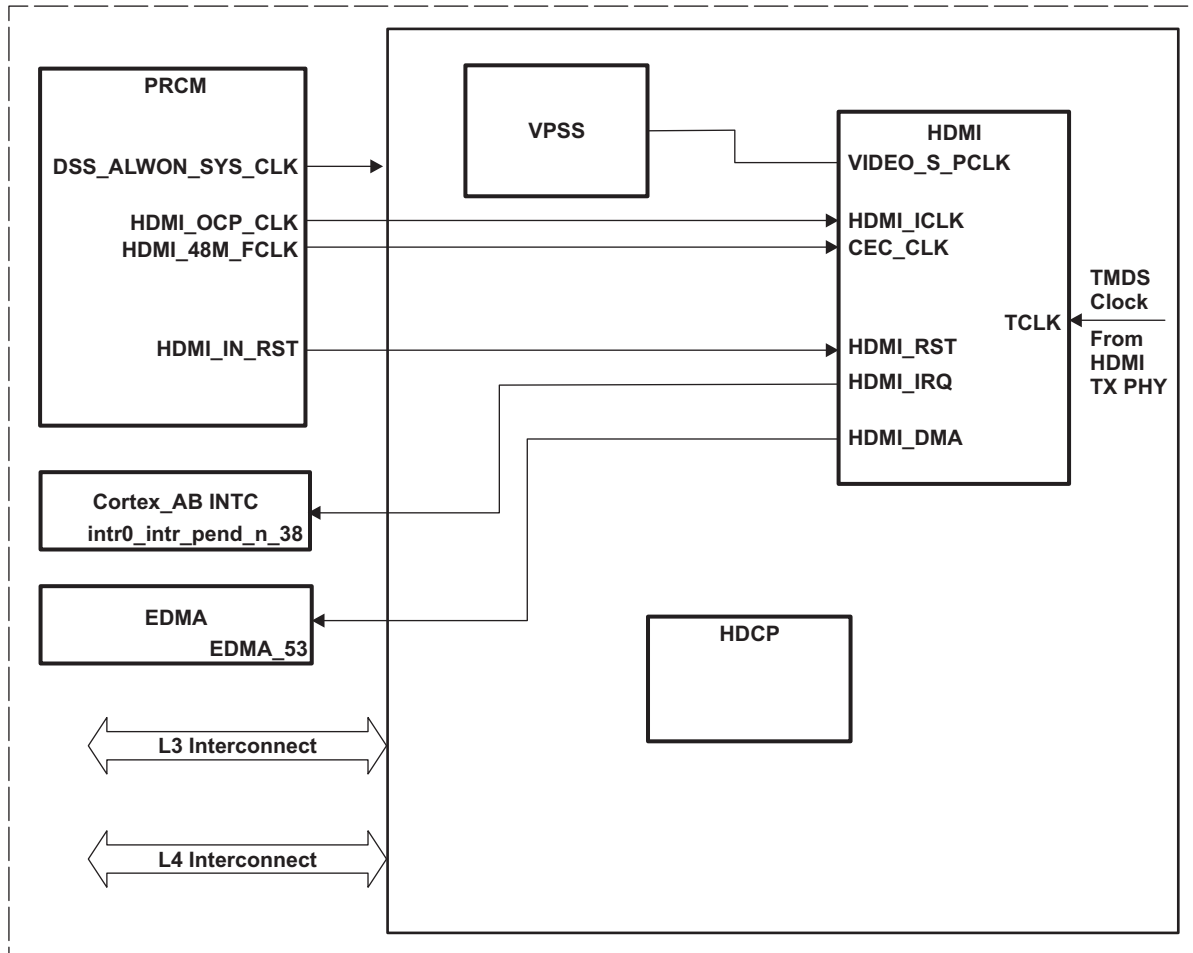 PRCM
DSS_ALWON_SYS_CLK
HDMI_OCP_CLK
HDMI_48M_FCLK
HDMI_IN_RST
VPSS
HDMI
VIDEO_S_PCLK
HDMI_ICLK
CEC_CLK
TCLK
HDMI_RST
HDMI_IRQ
HDMI_DMA
TMDS
Clock
From
HDMI
TX PHY
Cortex_AB INTC
intr0_intr_pend_n_38
EDMA
EDMA_53
HDCP
L3 Interconnect
L4 Interconnect